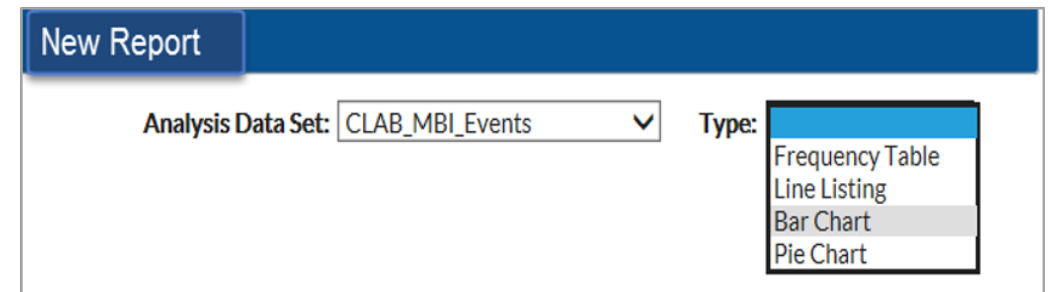 New Report
Analysis Data Set: CLAB_MBI_Events Type:
Frequency Table
Line Listing
Bar Chart
Pie Chart